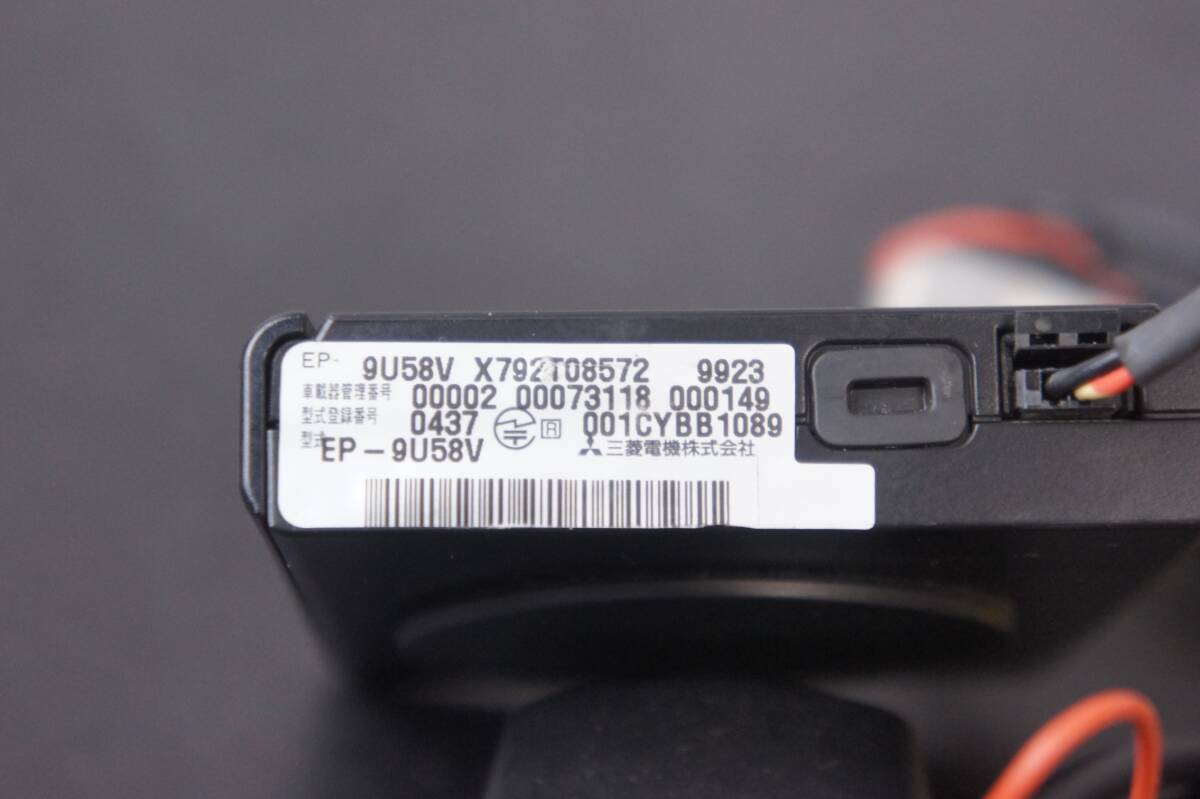 EP- 9U58V X792T08572 9923
車載器管理番号 00002 00073118 000149
型式登録番号 0437 R 001CYBB1089
型式 EP-9U58V 三菱電機株式会社